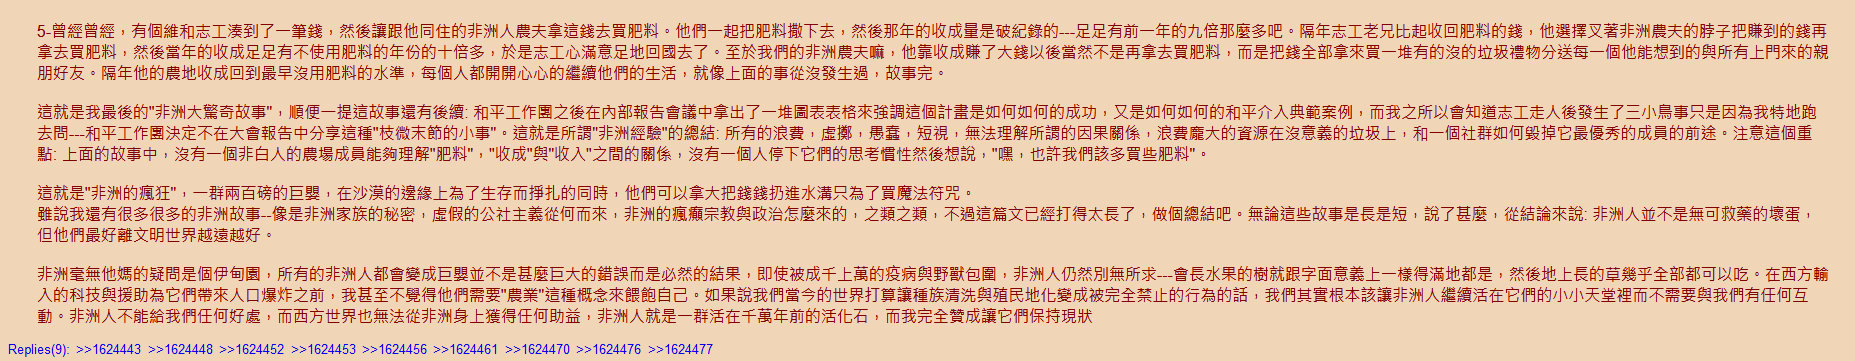 5-曾經曾經，有個維和志工湊到了一筆錢，然後讓跟他同住的非洲人農夫拿這錢去買肥料。他們一起把肥料撒下去，然後那年的收成量是破紀錄的---足足有前一年的九倍那麼多吧。隔年志工老兄比起收回肥料的錢，他選擇叉著非洲農夫的脖子把賺到的錢再
拿去買肥料，然後當年的收成足足有不使用肥料的年份的十倍多，於是志工心滿意足地回國去了。至於我們的非洲農夫嘛，他靠收成賺了大錢以後當然不是再拿去買肥料，而是把錢全部拿來買一堆有的沒的垃圾禮物分送每一個他能想到的與所有上門來的親
朋好友。隔年他的農地收成回到最早沒用肥料的水準，每個人都開開心心的繼續他們的生活，就像上面的事從沒發生過，故事完。
這就是我最後的"非洲大驚奇故事"，順便一提這故事還有後續: 和平工作團之後在內部報告會議中拿出了一堆圖表表格來強調這個計畫是如何如何的成功，又是如何如何的和平介入典範案例，而我之所以會知道志工走人後發生了三小鳥事只是因為我特地跑
去問---和平工作團決定不在大會報告中分享這種"枝微末節的小事"。這就是所謂"非洲經驗"的總結: 所有的浪費，虛擲，愚蠢，短視，無法理解所謂的因果關係，浪費龐大的資源在沒意義的垃圾上，和一個社群如何毀掉它最優秀的成員的前途。注意這個重
點: 上面的故事中，沒有一個非白人的農場成員能夠理解"肥料"，"收成"與"收入"之間的關係，沒有一個人停下它們的思考慣性然後想說，"嘿，也許我們該多買些肥料"。
這就是"非洲的瘋狂"，一群兩百磅的巨嬰，在沙漠的邊緣上為了生存而掙扎的同時，他們可以拿大把錢錢扔進水溝只為了買魔法符咒。
雖說我還有很多很多的非洲故事--像是非洲家族的秘密，虛假的公社主義從何而來，非洲的瘋癲宗教與政治怎麼來的，之類之類，不過這篇文已經打得太長了，做個總結吧。無論這些故事是長是短，說了甚麼，從結論來說: 非洲人並不是無可救藥的壞蛋，
但他們最好離文明世界越遠越好。
非洲毫無他媽的疑問是個伊甸園，所有的非洲人都會變成巨嬰並不是甚麼巨大的錯誤而是必然的結果，即使被成千上萬的疫病與野獸包圍，非洲人仍然別無所求---會長水果的樹就跟字面意義上一樣得滿地都是，然後地上長的草幾乎全部都可以吃。在西方輸
入的科技與援助為它們帶來人口爆炸之前，我甚至不覺得他們需要"農業"這種概念來餵飽自己。如果說我們當今的世界打算讓種族清洗與殖民地化變成被完全禁止的行為的話，我們其實根本該讓非洲人繼續活在它們的小小天堂裡而不需要與我們有任何互
動。非洲人不能給我們任何好處，而西方世界也無法從非洲身上獲得任何助益，非洲人就是一群活在千萬年前的活化石，而我完全贊成讓它們保持現狀
Replies(9): >>1624443 >>1624448 >>1624452 >>1624453 >>1624456 >>1624461 >>1624470 >>1624476 >>1624477